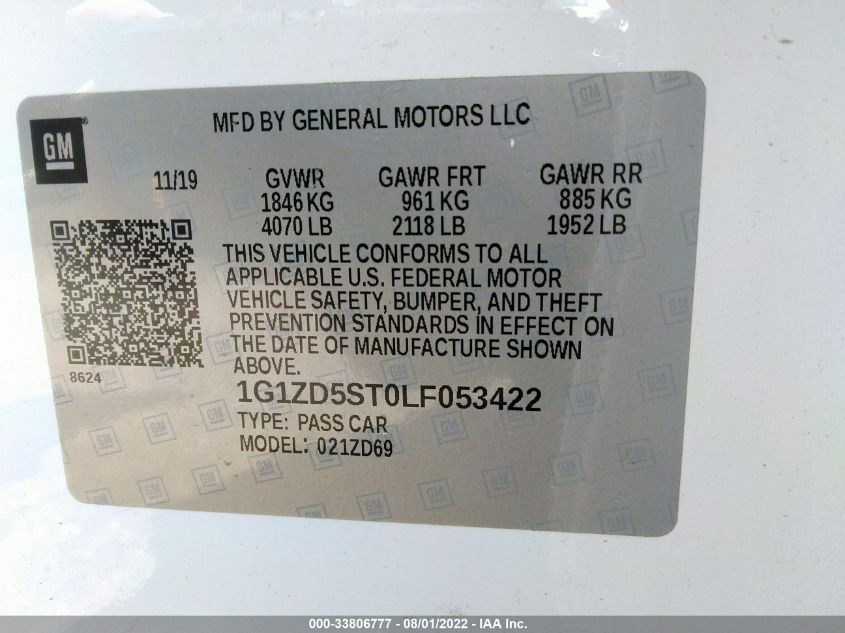 MFD BY GENERAL MOTORS LLC
GM
®
11/19 GVWR GAWR FRT GAWR RR
1846 KG 961 KG 885 KG
4070 LB 2118 LB 1952 LB
THIS VEHICLE CONFORMS TO ALL
APPLICABLE U.S. FEDERAL MOTOR
VEHICLE SAFETY, BUMPER, AND THEFT
PREVENTION STANDARDS IN EFFECT ON
THE DATE OF MANUFACTURE SHOWN
ABOVE.
8624
1G1ZD5ST0LF053422
TYPE: PASS CAR
MODEL: 021ZD69
000-33806777 - 08/01/2022 - IAA Inc.